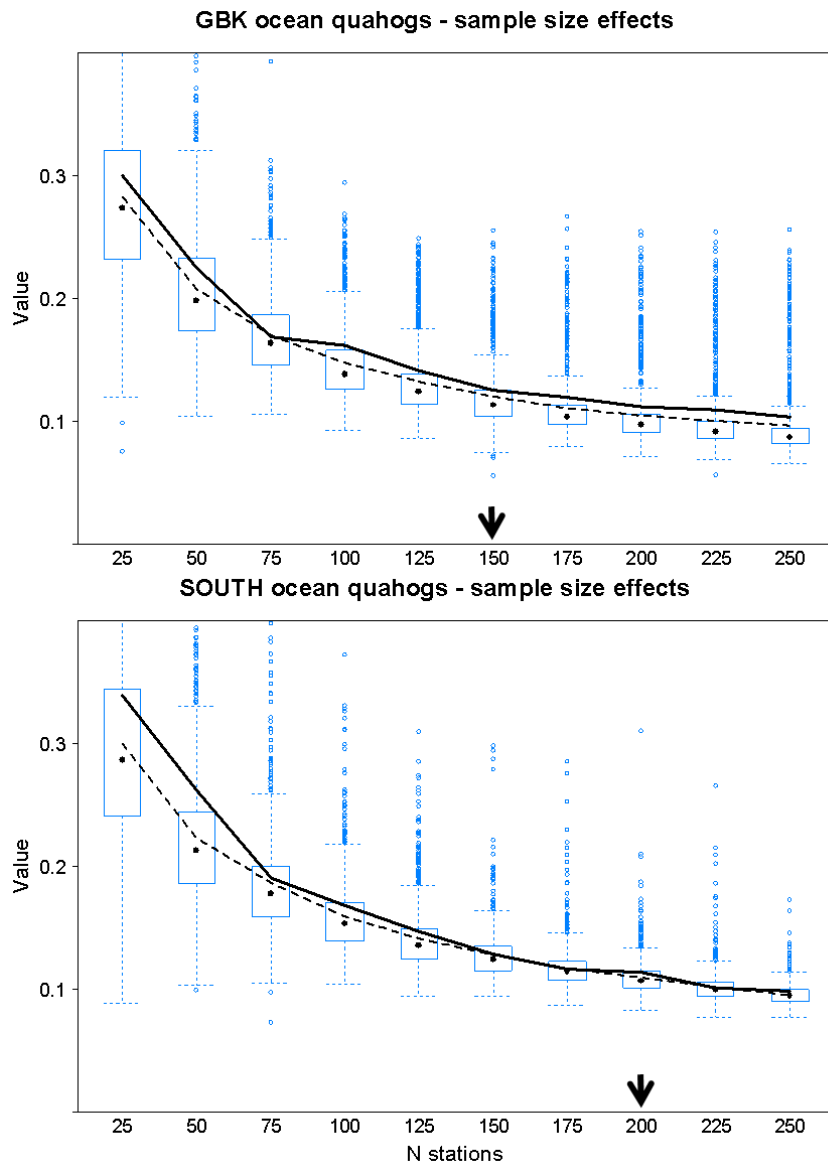 GBK ocean quahogs - sample size effects
Value
0.3
0.2
0.1
25 50 75 100 125 150 175 200 225 250
SOUTH ocean quahogs - sample size effects
Value
0.3
0.2
0.1
25 50 75 100 125 150 175 200 225 250
N stations